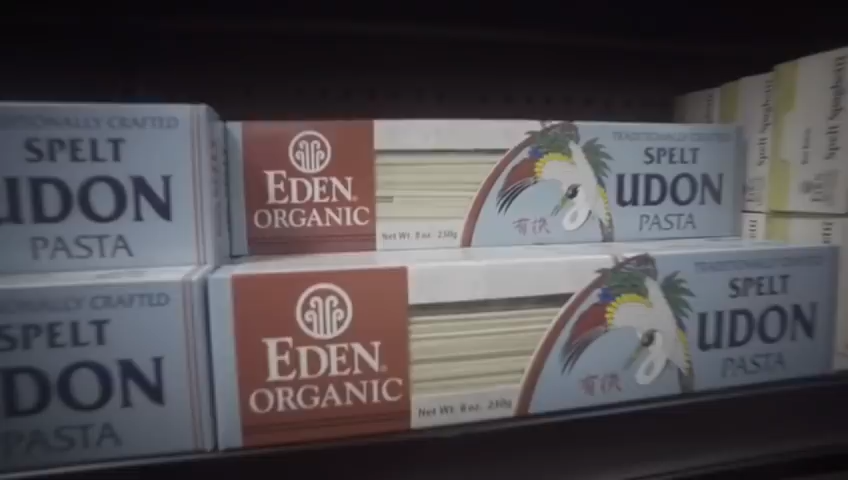 TRADITIONALLY CRAFTED
SPELT
UDON
PASTA
EDEN®
ORGANIC
Net Wt. 8 oz. 230g
有機
TRADITIONALLY CRAFTED
SPELT
UDON
PASTA
CRAFTED
SPELT
UDON
PASTA
EDEN®
ORGANIC
Net Wt. 8 oz. 230g
有機
TRADITIONALLY CRAFTED
SPELT
UDON
PASTA
Spelt Spaghetti
Spelt Spaghetti